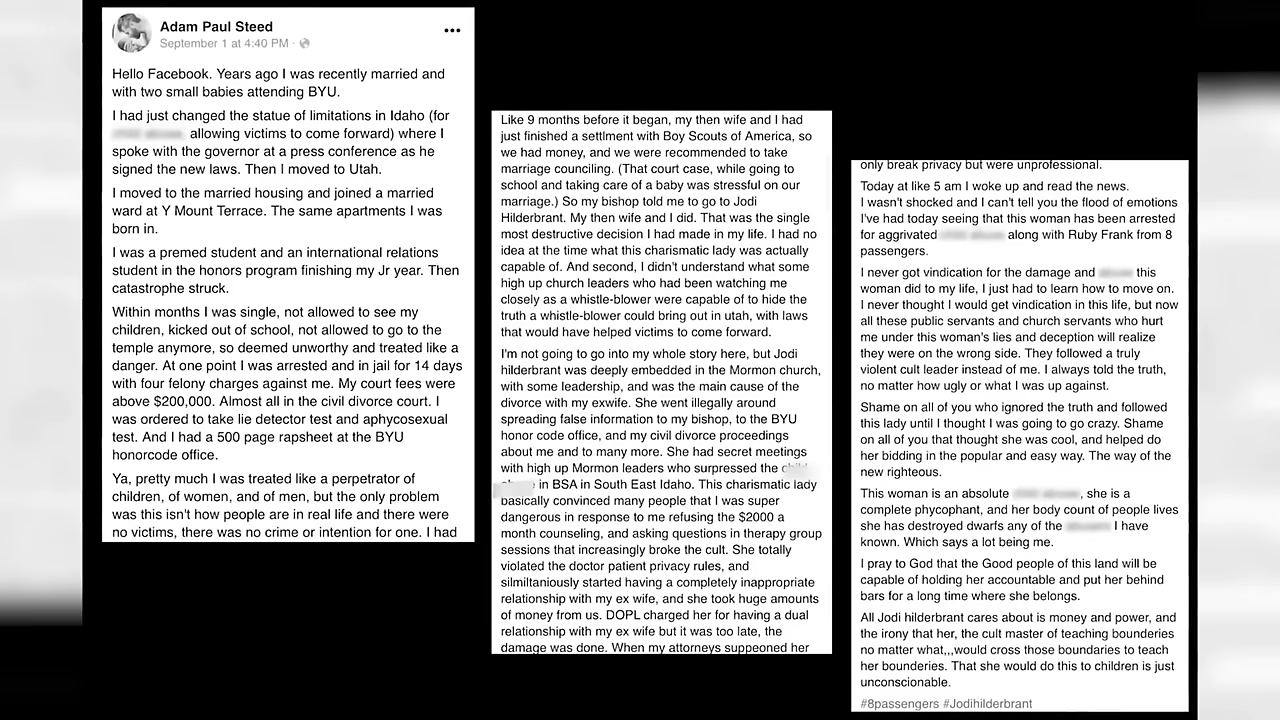 Adam Paul Steed
September 1 at 4:40 PM ·
Hello Facebook. Years ago I was recently married and
with two small babies attending BYU.
I had just changed the statue of limitations in Idaho (for
allowing victims to come forward) where I
spoke with the governor at a press conference as he
signed the new laws. Then I moved to Utah.
I moved to the married housing and joined a married
ward at Y Mount Terrace. The same apartments I was
born in.
I was a premed student and an international relations
student in the honors program finishing my Jr year. Then
catastrophe struck.
Within months I was single, not allowed to see my
children, kicked out of school, not allowed to go to the
temple anymore, so deemed unworthy and treated like a
danger. At one point I was arrested and in jail for 14 days
with four felony charges against me. My court fees were
above $200,000. Almost all in the civil divorce court. I
was ordered to take lie detector test and aphycosexual
test. And I had a 500 page rapsheet at the BYU
honorcode office.
Ya, pretty much I was treated like a perpetrator of
children, of women, and of men, but the only problem
was this isn't how people are in real life and there were
no victims, there was no crime or intention for one. I had
Like 9 months before it began, my then wife and I had
just finished a settlment with Boy Scouts of America, so
we had money, and we were recommended to take
marriage counciling. (That court case, while going to
school and taking care of a baby was stressful on our
marriage.) So my bishop told me to go to Jodi
Hilderbrant. My then wife and I did. That was the single
most destructive decision I had made in my life. I had no
idea at the time what this charismatic lady was actually
capable of. And second, I didn't understand what some
high up church leaders who had been watching me
closely as a whistle-blower were capable of to hide the
truth a whistle-blower could bring out in utah, with laws
that would have helped victims to come forward.
I'm not going to go into my whole story here, but Jodi
hilderbrant was deeply embedded in the Mormon church,
with some leadership, and was the main cause of the
divorce with my exwife. She went illegally around
spreading false information to my bishop, to the BYU
honor code office, and my civil divorce proceedings
about me and to many more. She had secret meetings
with high up Mormon leaders who surpressed the
in BSA in South East Idaho. This charismatic lady
basically convinced many people that I was super
dangerous in response to me refusing the $2000 a
month counseling, and asking questions in therapy group
sessions that increasingly broke the cult. She totally
violated the doctor patient privacy rules, and
silmiltaniously started having a completely inappropriate
relationship with my ex wife, and she took huge amounts
of money from us. DOPL charged her for having a dual
relationship with my ex wife but it was too late, the
damage was done. When my attorneys suppeoned her
only break privacy but were unprofessional.
Today at like 5 am I woke up and read the news.
I wasn't shocked and I can't tell you the flood of emotions
I've had today seeing that this woman has been arrested
for aggrivated along with Ruby Frank from 8
passengers.
I never got vindication for the damage and this
woman did to my life, I just had to learn how to move on.
I never thought I would get vindication in this life, but now
all these public servants and church servants who hurt
me under this woman's lies and deception will realize
they were on the wrong side. They followed a truly
violent cult leader instead of me. I always told the truth,
no matter how ugly or what I was up against.
Shame on all of you who ignored the truth and followed
this lady until I thought I was going to go crazy. Shame
on all of you that thought she was cool, and helped do
her bidding in the popular and easy way. The way of the
new righteous.
This woman is an absolute , she is a
complete phycophant, and her body count of people lives
she has destroyed dwarfs any of the I have
known. Which says a lot being me.
I pray to God that the Good people of this land will be
capable of holding her accountable and put her behind
bars for a long time where she belongs.
All Jodi hilderbrant cares about is money and power, and
the irony that her, the cult master of teaching bounderies
no matter what,,,would cross those boundaries to teach
her bounderies. That she would do this to children is just
unconscionable.
#8passengers #Jodihilderbrant